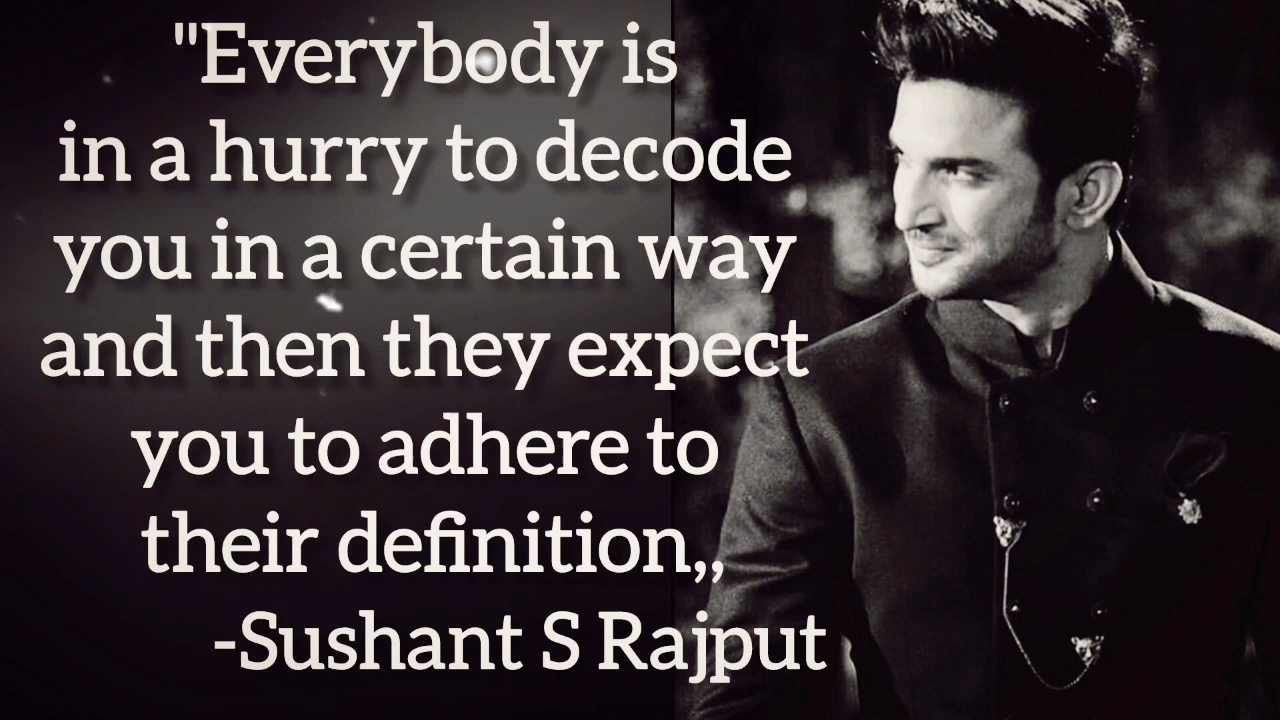 "Everybody is
in a hurry to decode
you in a certain way
and then they expect
you to adhere to
their definition,,
-Sushant S Rajput